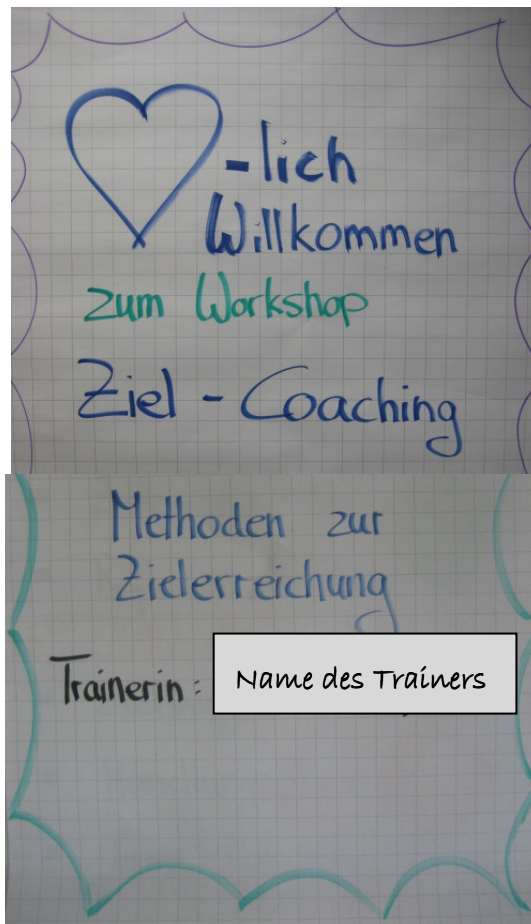 -lich
Willkommen
zum Workshop
Ziel - Coaching
Methoden zur
Zielerreichung
Trainerin: Name des Trainers